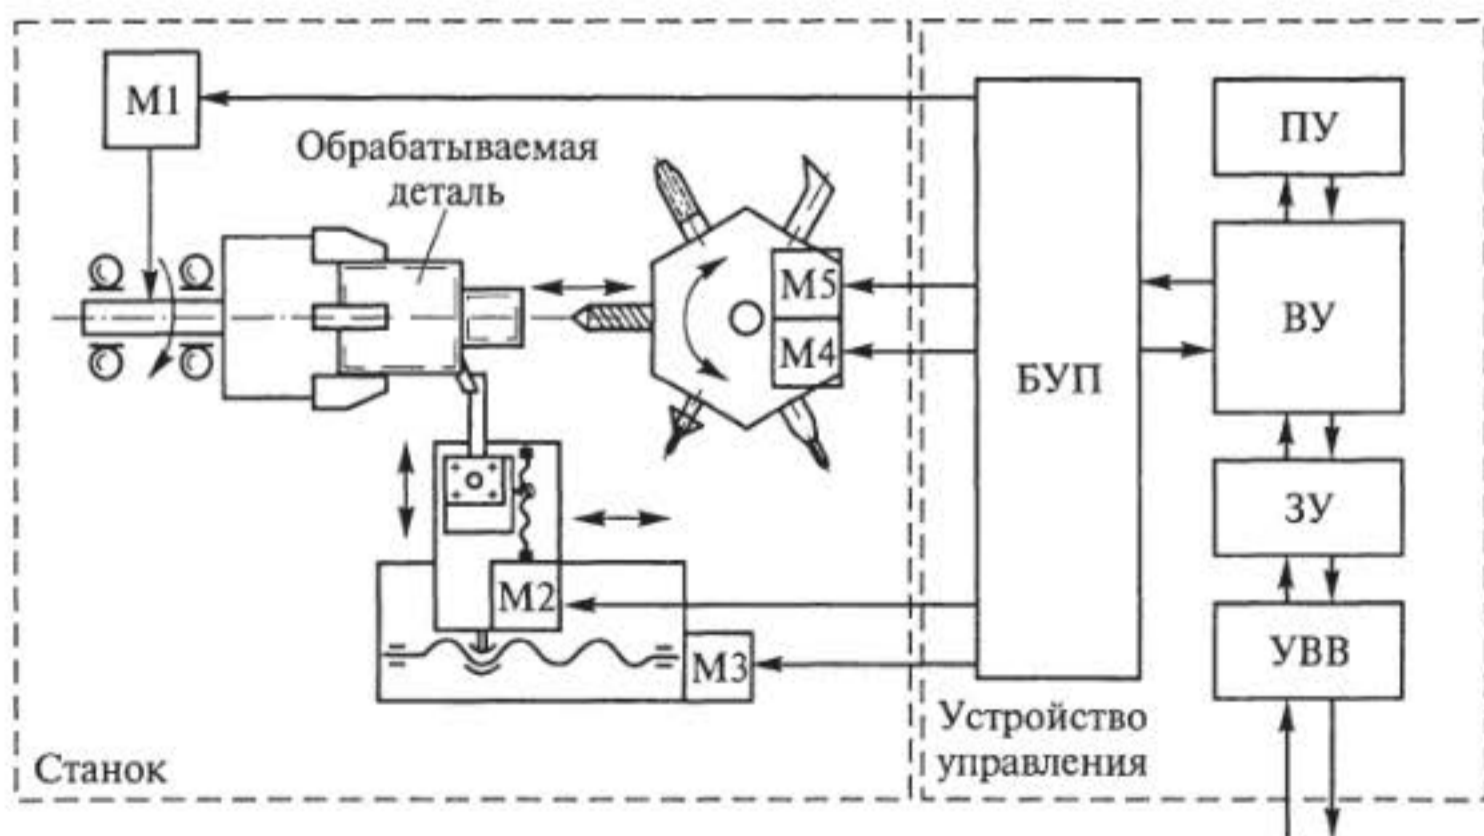 М1
Обрабатываемая
деталь
М5
М4
М2
М3
Станок
БУП
ПУ
ВУ
ЗУ
УВВ
Устройство
управления